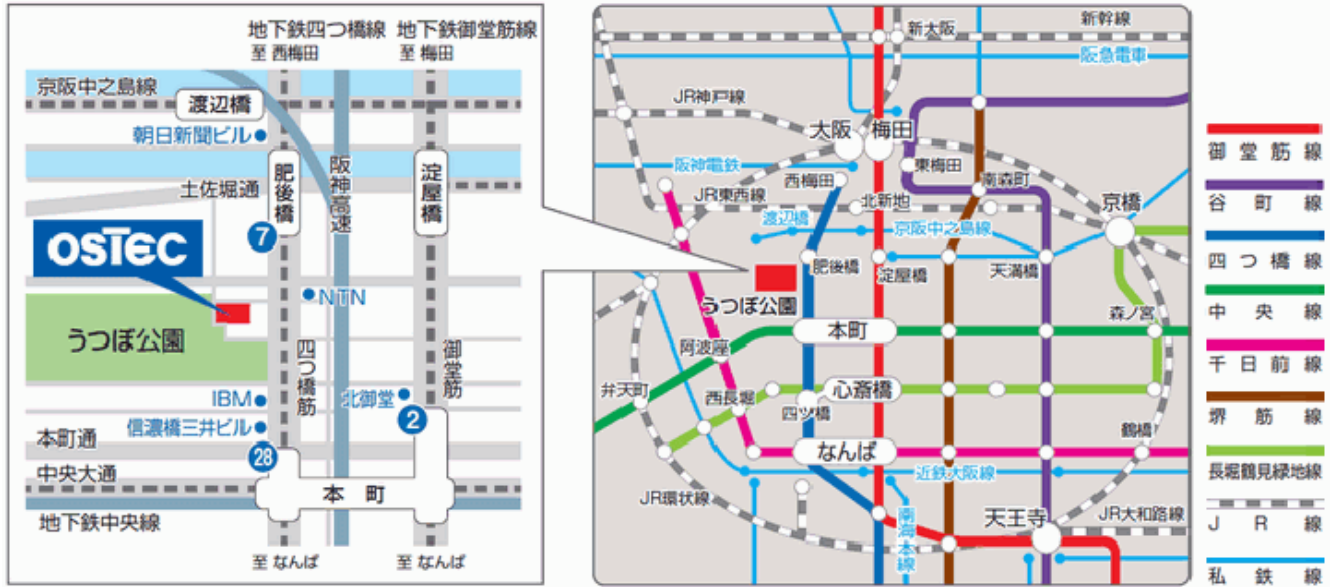 地下鉄四つ橋線 地下鉄御堂筋線
至 西梅田 至 梅田
京阪中之島線
渡辺橋
朝日新聞ビル
肥後橋
阪神高速
淀屋橋
土佐堀通
7
OSTEC
NTN
うつぼ公園
四つ橋筋
御堂筋
IBM
北御堂
2
信濃橋三井ビル
本町通
28
中央大通
本町
地下鉄中央線
至 なんば 至 なんば
新幹線
新大阪
阪急電車
JR神戸線
大阪 梅田
阪神電鉄
東梅田
西梅田
南森町
JR東西線
北新地
京橋
渡辺橋
京阪中之島線
肥後橋
淀屋橋
天満橋
うつぼ公園
森ノ宮
本町
阿波座
弁天町
心斎橋
西長堀
四ツ橋
鶴橋
なんば
近鉄大阪線
JR環状線
南海本線
天王寺
JR大和路線
御堂筋線
谷町線
四つ橋線
中央線
千日前線
堺筋線
長堀鶴見緑地線
JR線
私鉄線